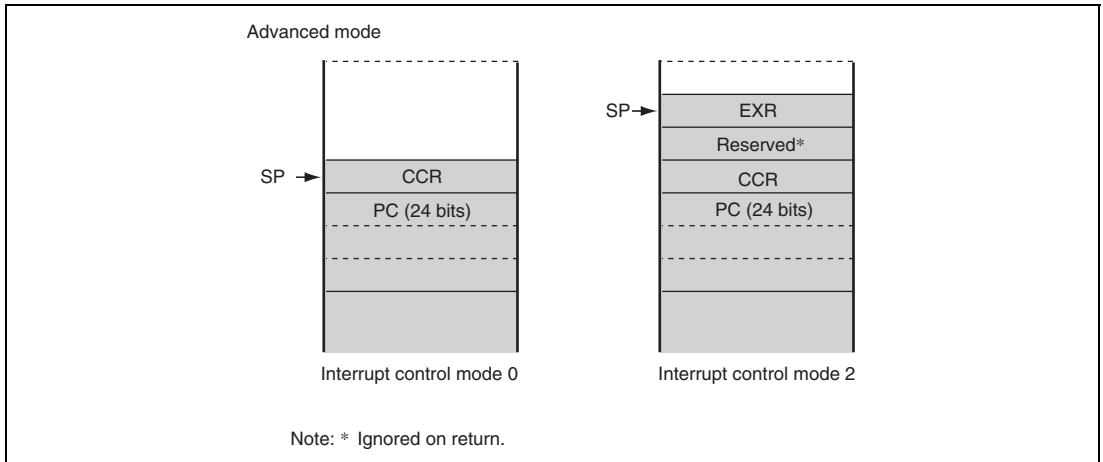 Advanced mode
SP
CCR
PC (24 bits)
Interrupt control mode 0
SP
EXR
Reserved*
CCR
PC (24 bits)
Interrupt control mode 2
Note: * Ignored on return.